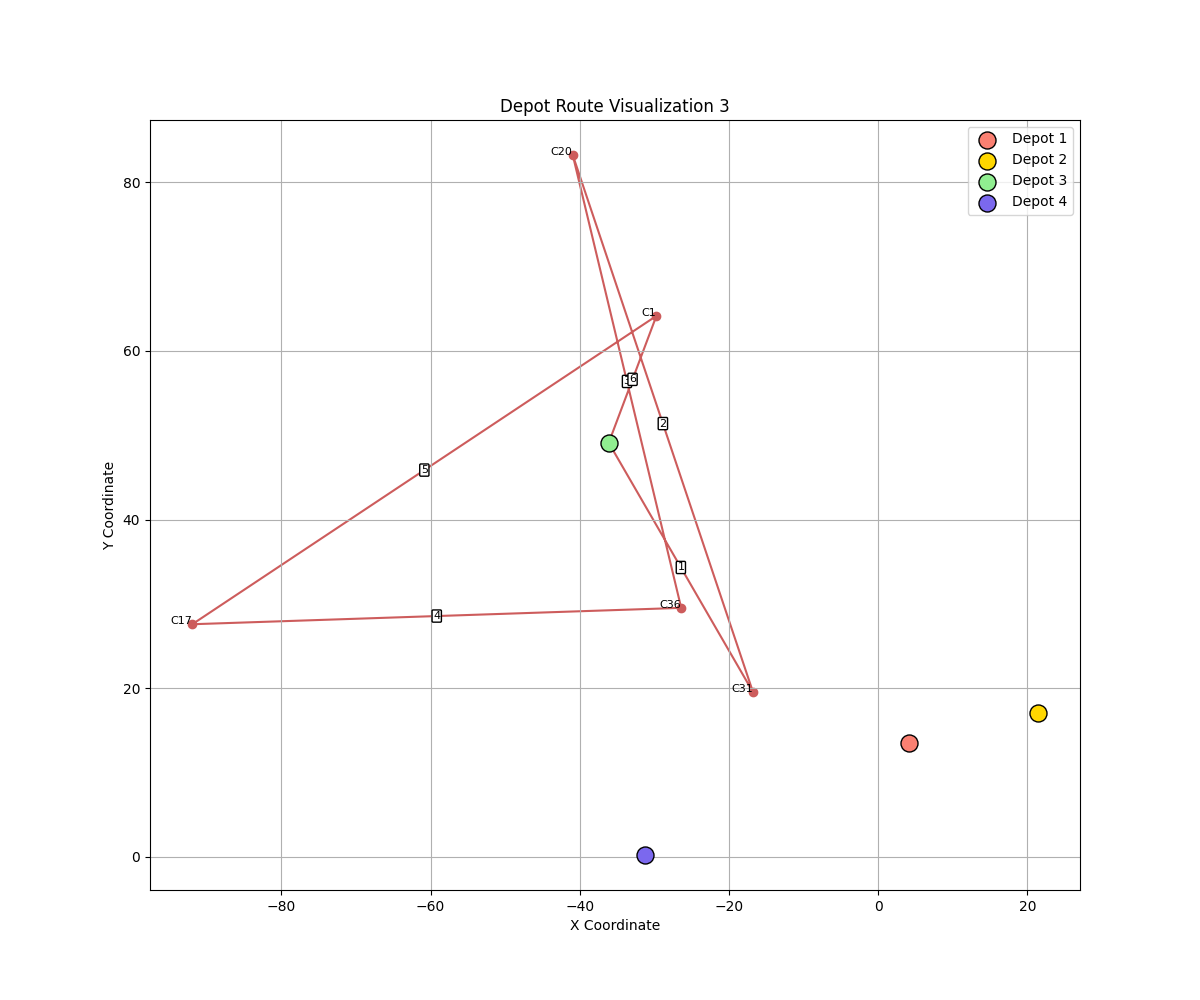 Depot Route Visualization 3
Depot 1
Depot 2
Depot 3
Depot 4
C20
C1
6
2
5
1
C36
4
C17
C31
80
60
40
20
0
Y Coordinate
−80
−60
−40
−20
0
20
X Coordinate